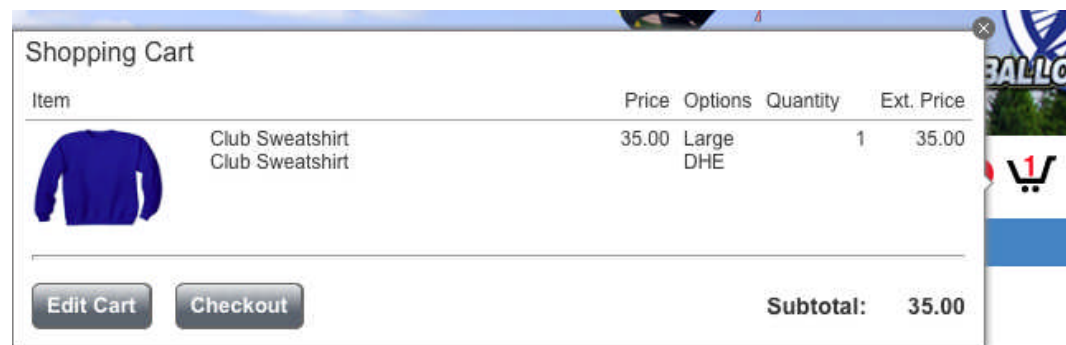 Shopping Cart
Item Price Options Quantity Ext. Price
Club Sweatshirt 35.00 Large 1 35.00
Club Sweatshirt DHE
1
Edit Cart Checkout Subtotal: 35.00